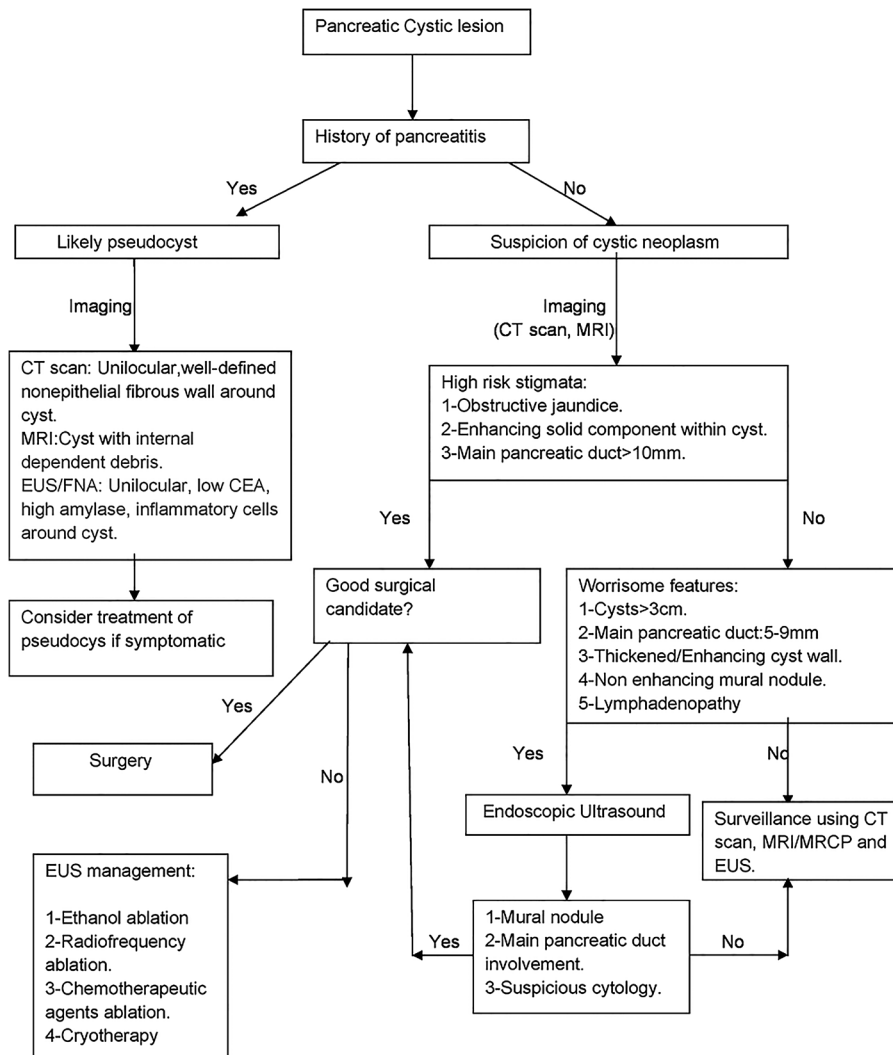 Pancreatic Cystic lesion
History of pancreatitis
Yes
No
Likely pseudocyst
Suspicion of cystic neoplasm
Imaging
Imaging
(CT scan, MRI)
CT scan: Unilocular,well-defined
nonepithelial fibrous wall around
cyst.
MRI:Cyst with internal
dependent debris.
EUS/FNA: Unilocular, low CEA,
high amylase, inflammatory cells
around cyst.
High risk stigmata:
1-Obstructive jaundice.
2-Enhancing solid component within cyst.
3-Main pancreatic duct>10mm.
Yes
No
Consider treatment of
pseudocys if symptomatic
Good surgical
candidate?
Worrisome features:
1-Cysts>3cm.
2-Main pancreatic duct:5-9mm
3-Thickened/Enhancing cyst wall.
4-Non enhancing mural nodule.
5-Lymphadenopathy
Yes
No
Yes
No
Surgery
Endoscopic Ultrasound
Surveillance using CT
scan, MRI/MRCP and
EUS.
EUS management:
1-Ethanol ablation
2-Radiofrequency
ablation.
3-Chemotherapeutic
agents ablation.
4-Cryotherapy
Yes
1-Mural nodule
2-Main pancreatic duct
involvement.
3-Suspicious cytology.
No